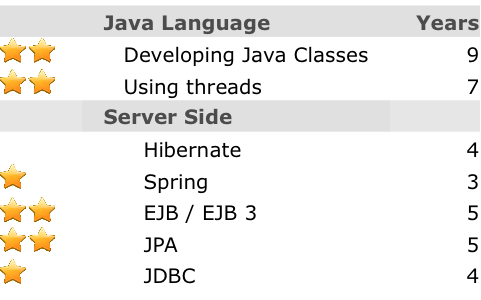 Java Language Years
Developing Java Classes 9
Using threads 7
Server Side
Hibernate 4
Spring 3
EJB / EJB 3 5
JPA 5
JDBC 4